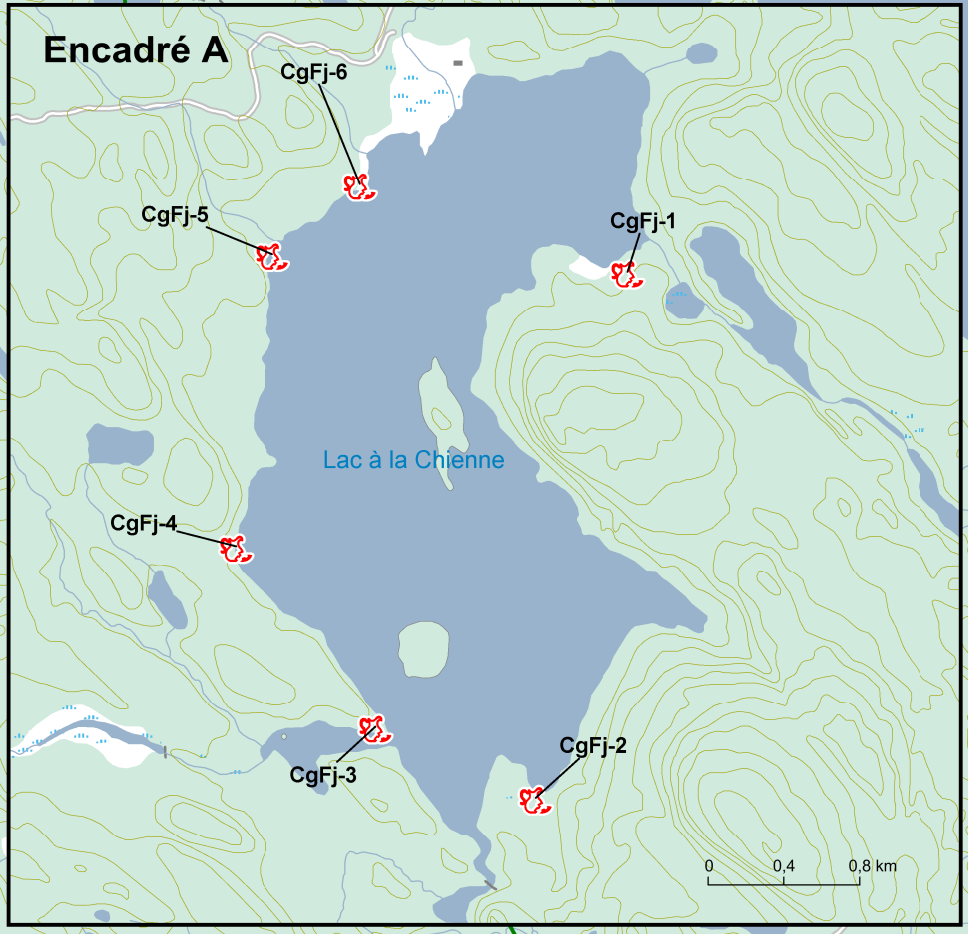 Encadré A
CgFj-6
CgFj-5
CgFj-1
Lac à la Chienne
CgFj-4
CgFj-2
CgFj-3
0 0,4 0,8 km